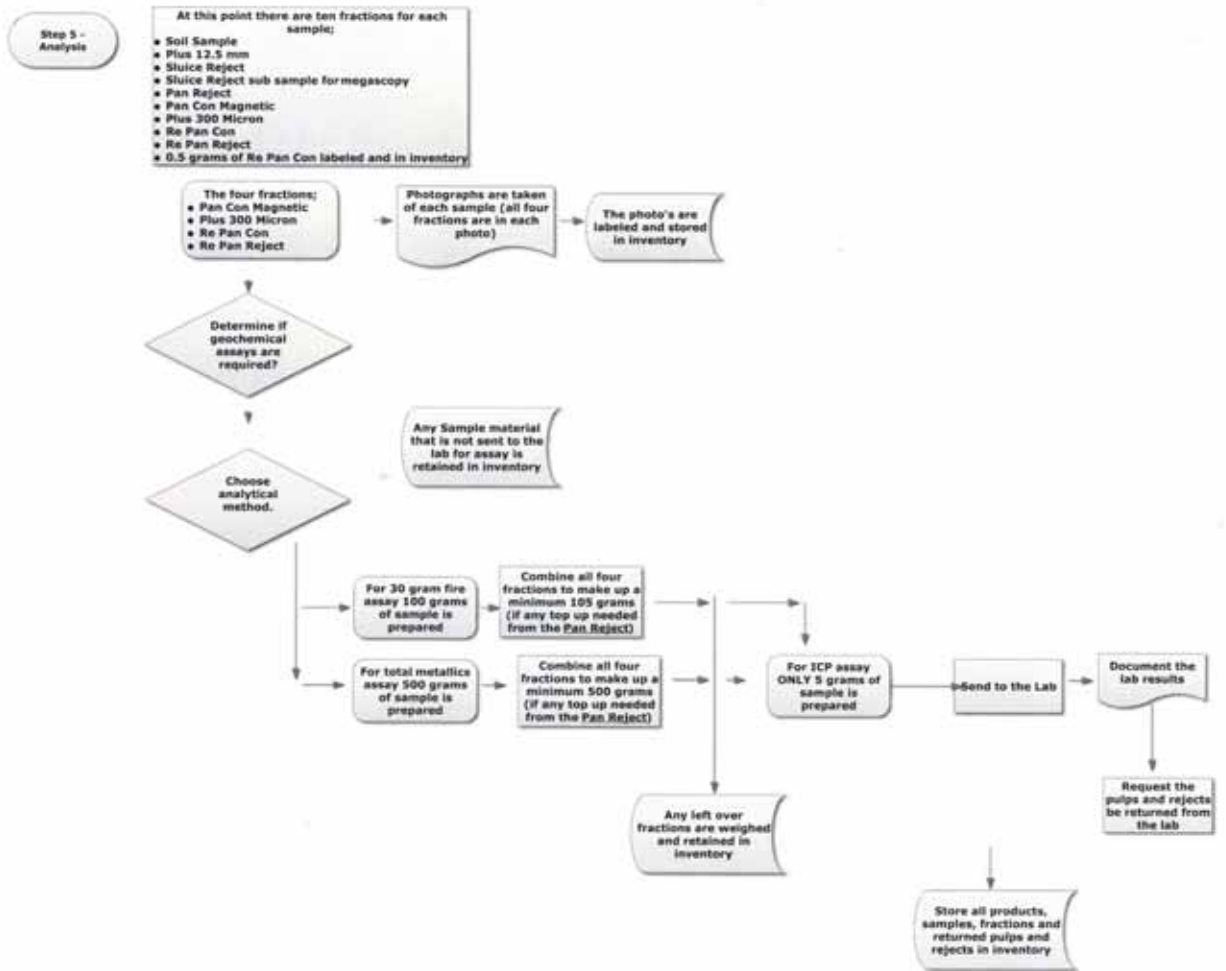 Step 5 -
Analysis
At this point there are ten fractions for each
sample;
• Soil Sample
• Plus 12.5 mm
• Sluice Reject
• Sluice Reject sub sample for megascopy
• Pan Reject
• Pan Con Magnetic
• Plus 300 Micron
• Re Pan Con
• Re Pan Reject
• 0.5 grams of Re Pan Con labeled and in inventory
The four fractions;
• Pan Con Magnetic
• Plus 300 Micron
• Re Pan Con
• Re Pan Reject
Photographs are taken
of each sample (all four
fractions are in each
photo)
The photo's are
labeled and stored
in inventory
Determine if
geochemical
assays are
required?
Any Sample material
that is not sent to the
lab for assay is
retained in inventory
Choose
analytical
method.
For 30 gram fire
assay 100 grams
of sample is
prepared
Combine all four
fractions to make up a
minimum 105 grams
(if any top up needed
from the Pan Reject)
For total metallics
assay 500 grams
of sample is
prepared
Combine all four
fractions to make up a
minimum 500 grams
(if any top up needed
from the Pan Reject)
For ICP assay
ONLY 5 grams of
sample is
prepared
Send to the Lab
Document the
lab results
Request the
pulps and rejects
be returned from
the lab
Any left over
fractions are weighed
and retained in
inventory
Store all products,
samples, fractions and
returned pulps and
rejects in inventory